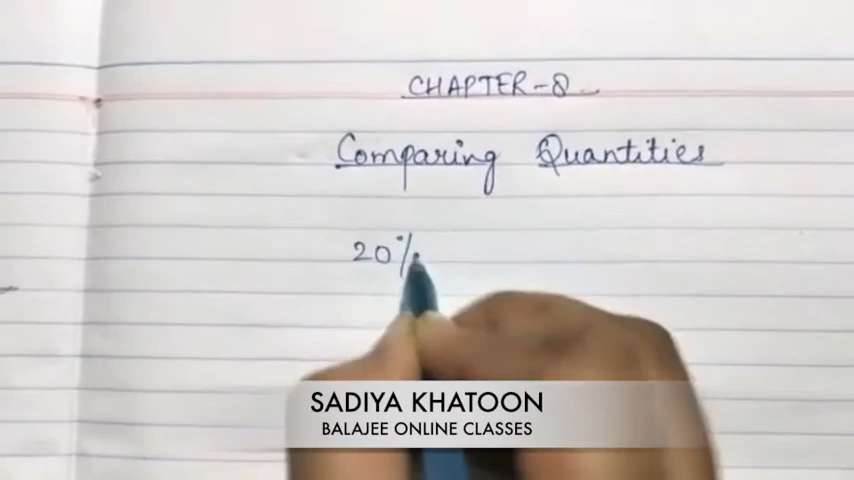 CHAPTER-8
Comparing Quantities
20%
SADIYA KHATOON
BALAJEE ONLINE CLASSES